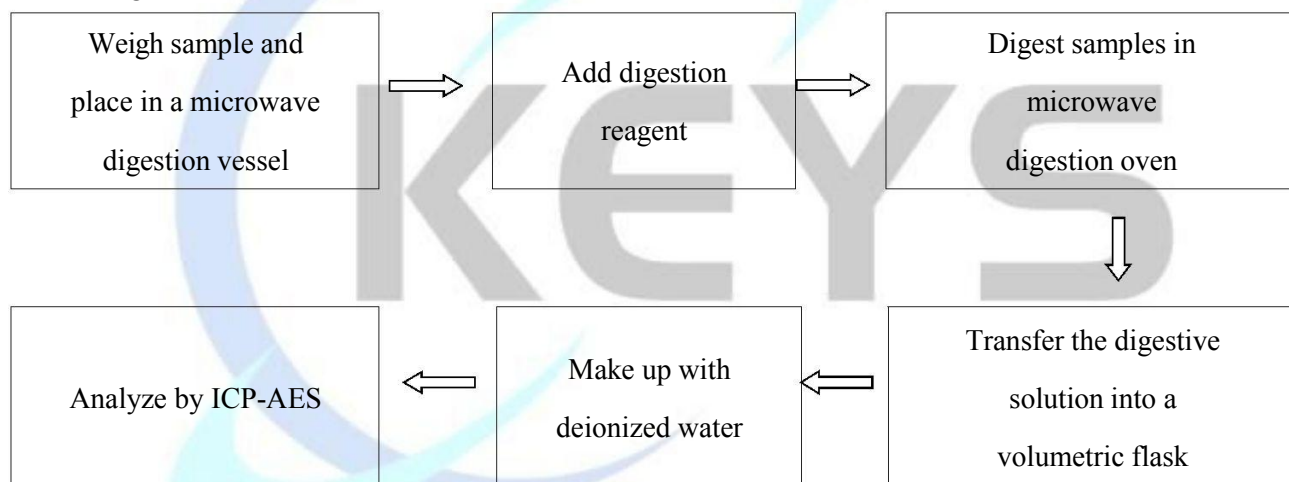 Weigh sample and
place in a microwave
digestion vessel
Add digestion
reagent
Digest samples in
microwave
digestion oven
Transfer the digestive
solution into a
volumetric flask
Make up with
deionized water
Analyze by ICP-AES
KEYS